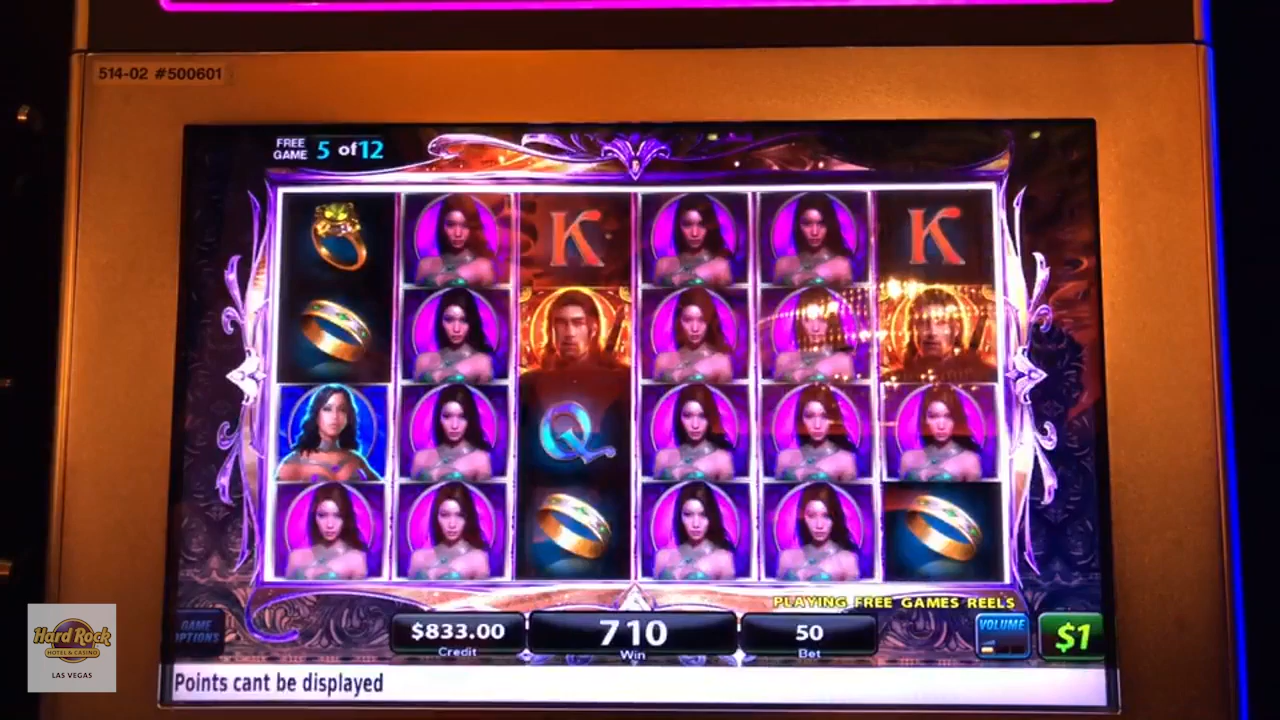 514-02 #500601
FREE
GAME 5 of 12
K
K
Q
PLAYING FREE GAMES REELS
GAME
OPTIONS
$833.00
Credit
710
Win
50
Bet
VOLUME
$1
Points cant be displayed
Hard Rock
HOTEL & CASINO
LAS VEGAS